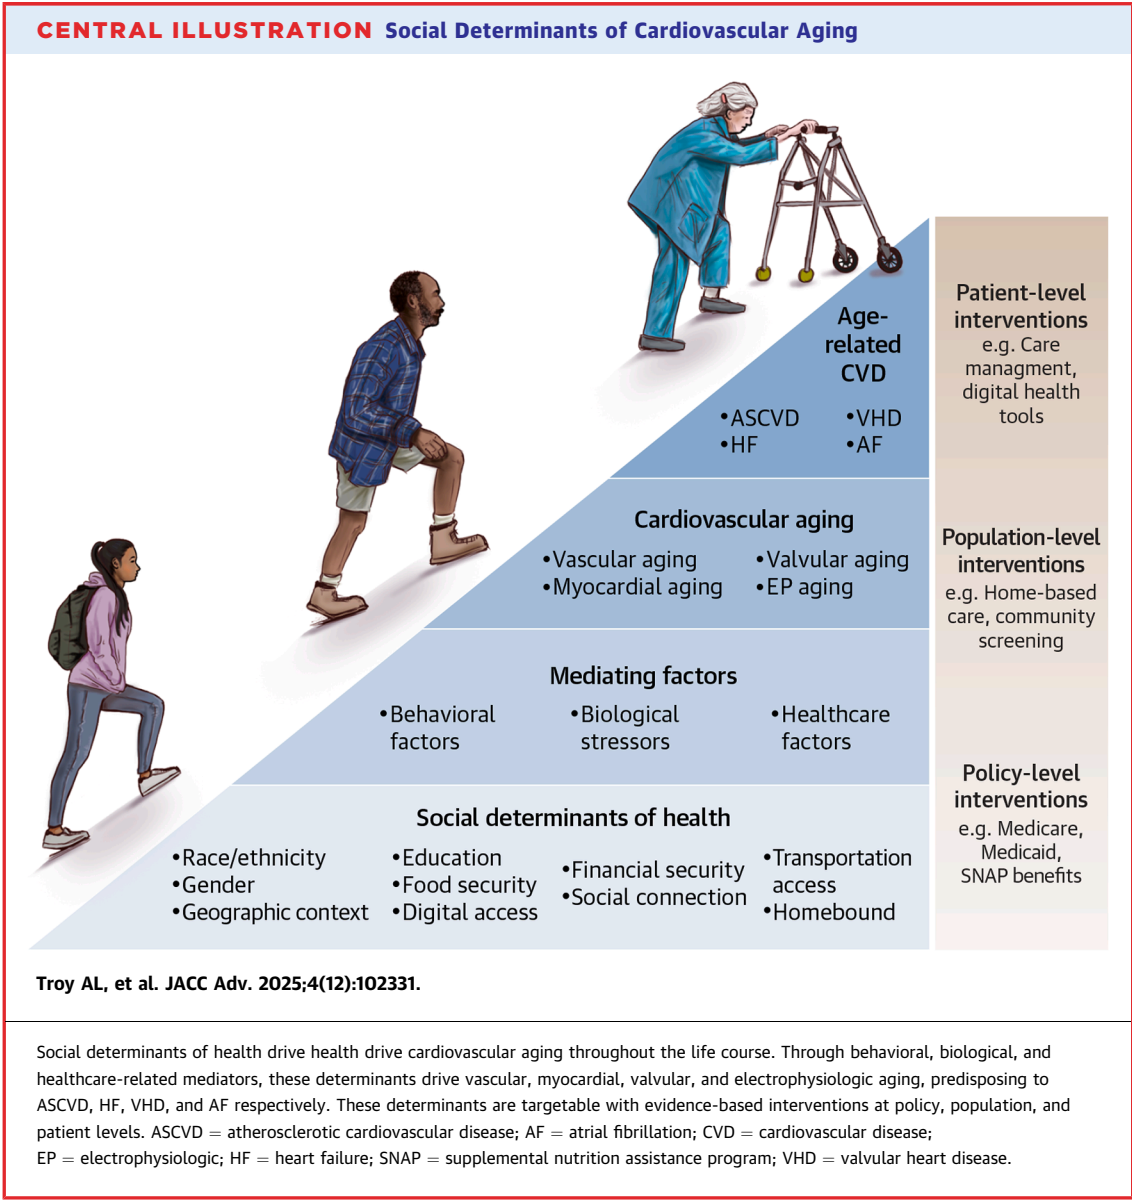 CENTRAL ILLUSTRATION Social Determinants of Cardiovascular Aging
Age-
related
CVD
•ASCVD •VHD
•HF •AF
Cardiovascular aging
•Vascular aging •Valvular aging
•Myocardial aging •EP aging
Mediating factors
•Behavioral
factors
•Biological
stressors
•Healthcare
factors
Social determinants of health
•Race/ethnicity
•Gender
•Geographic context
•Education
•Food security
•Digital access
•Financial security
•Social connection
•Transportation
access
•Homebound
Patient-level
interventions
e.g. Care
managment,
digital health
tools
Population-level
interventions
e.g. Home-based
care, community
screening
Policy-level
interventions
e.g. Medicare,
Medicaid,
SNAP benefits
Troy AL, et al. JACC Adv. 2025;4(12):102331.
Social determinants of health drive health drive cardiovascular aging throughout the life course. Through behavioral, biological, and
healthcare-related mediators, these determinants drive vascular, myocardial, valvular, and electrophysiologic aging, predisposing to
ASCVD, HF, VHD, and AF respectively. These determinants are targetable with evidence-based interventions at policy, population, and
patient levels. ASCVD = atherosclerotic cardiovascular disease; AF = atrial fibrillation; CVD = cardiovascular disease;
EP = electrophysiologic; HF = heart failure; SNAP = supplemental nutrition assistance program; VHD = valvular heart disease.